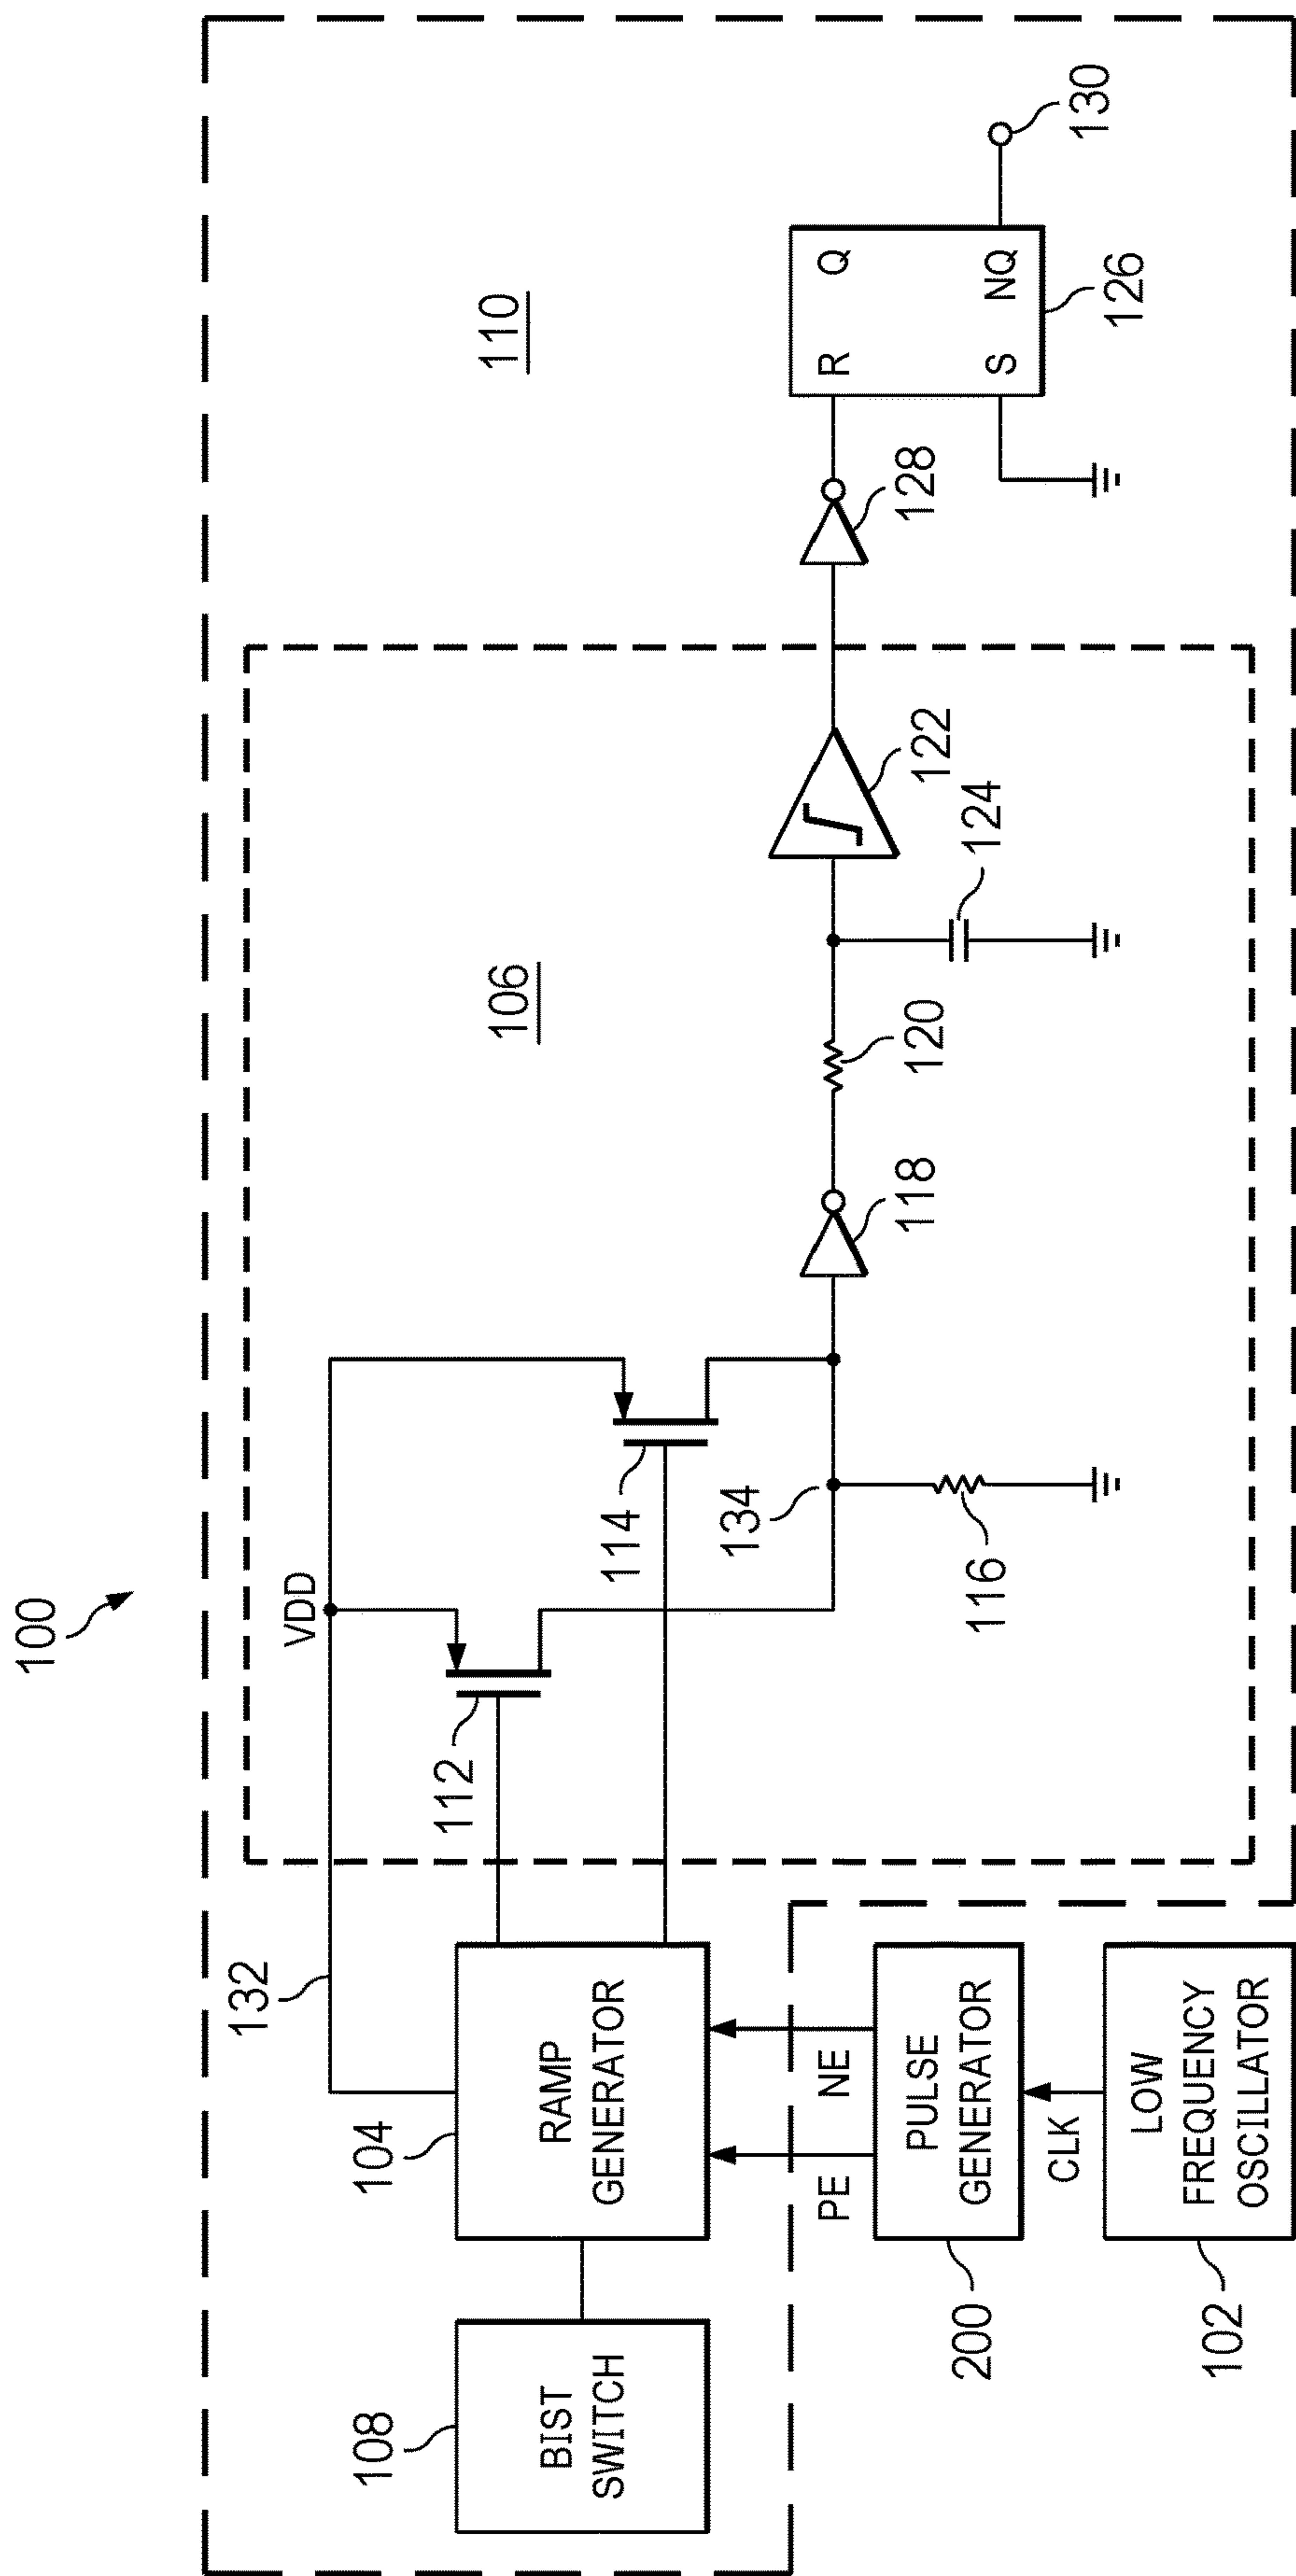 100
110
106
132
VDD
104
RAMP
GENERATOR
108
BIST
SWITCH
112
114
134
116
118
120
124
122
128
R
Q
S
NQ
126
130
PE
NE
200
PULSE
GENERATOR
CLK
102
LOW
FREQUENCY
OSCILLATOR